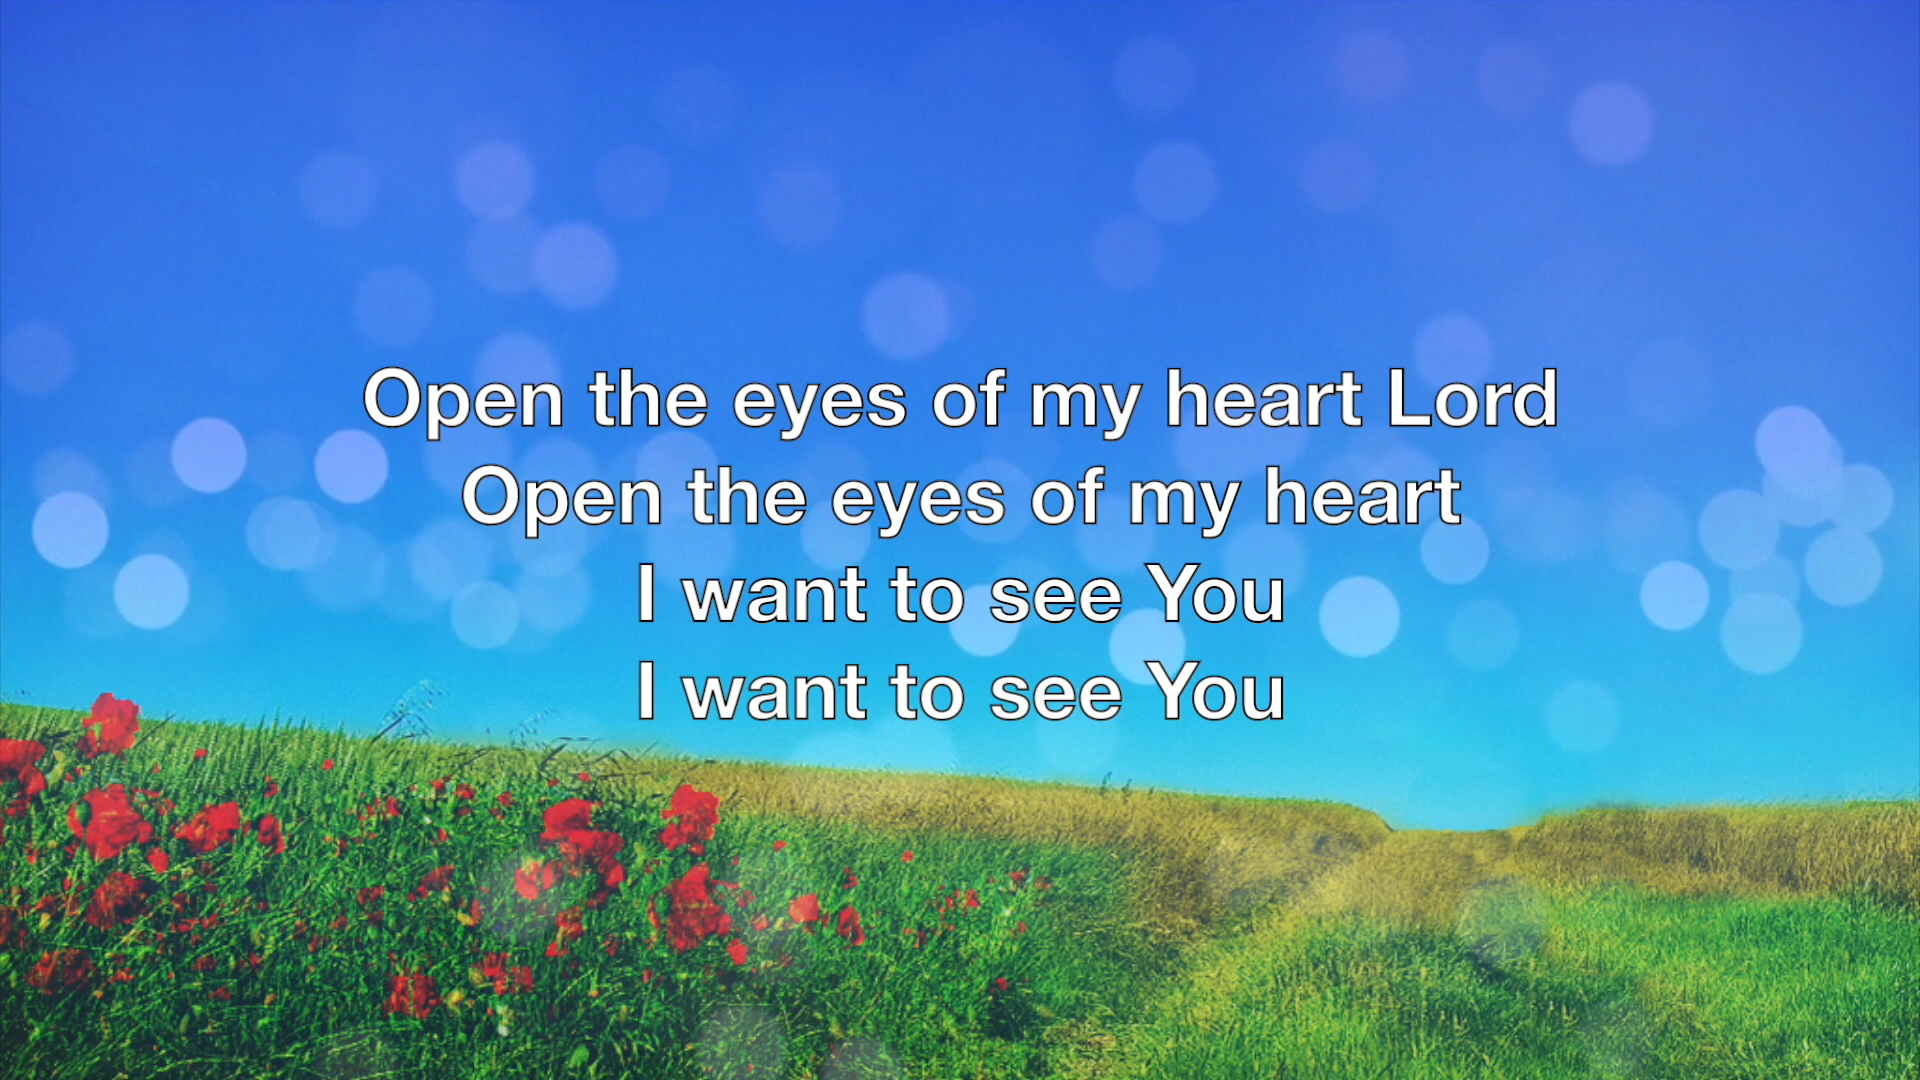 Open the eyes of my heart Lord
Open the eyes of my heart
I want to see You
I want to see You